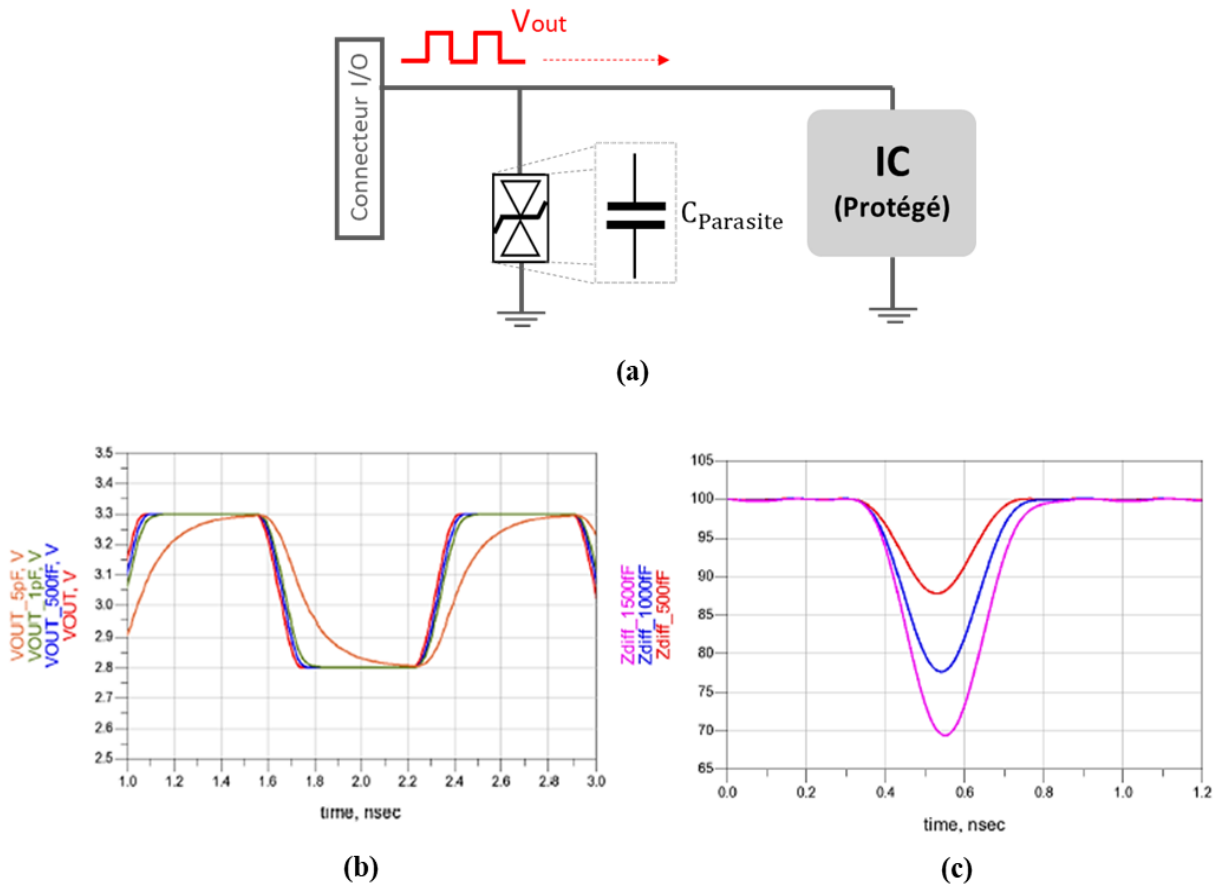 Vout
Connecteur I/O
CParasite
IC
(Protégé)
(a)
VOUT_5pF, V
VOUT_1pF, V
VOUT_500fF, V
VOUT, V
3.5
3.4
3.3
3.2
3.1
3.0
2.9
2.8
2.7
2.6
2.5
1.0 1.2 1.4 1.6 1.8 2.0 2.2 2.4 2.6 2.8 3.0
time, nsec
(b)
Zdiff_1500fF
Zdiff_1000fF
Zdiff_500fF
105
100
95
90
85
80
75
70
65
0.0 0.2 0.4 0.6 0.8 1.0 1.2
time, nsec
(c)